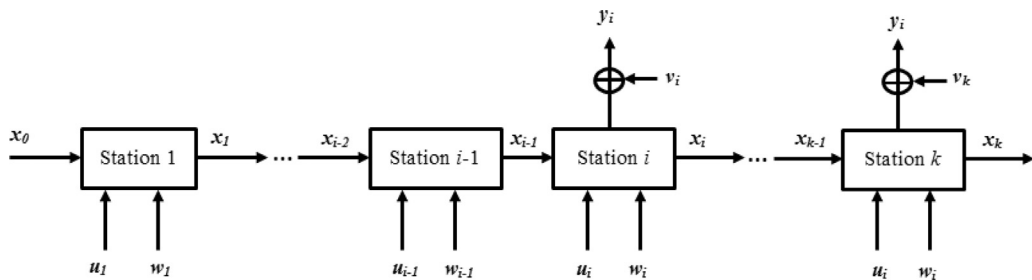 y_i y_i
v_i v_k
x_0 x_1 ... x_{i-2} x_{i-1} x_i ... x_{k-1} x_k
Station 1 Station i-1 Station i Station k
u_1 w_1 u_{i-1} w_{i-1} u_i w_i u_i w_i